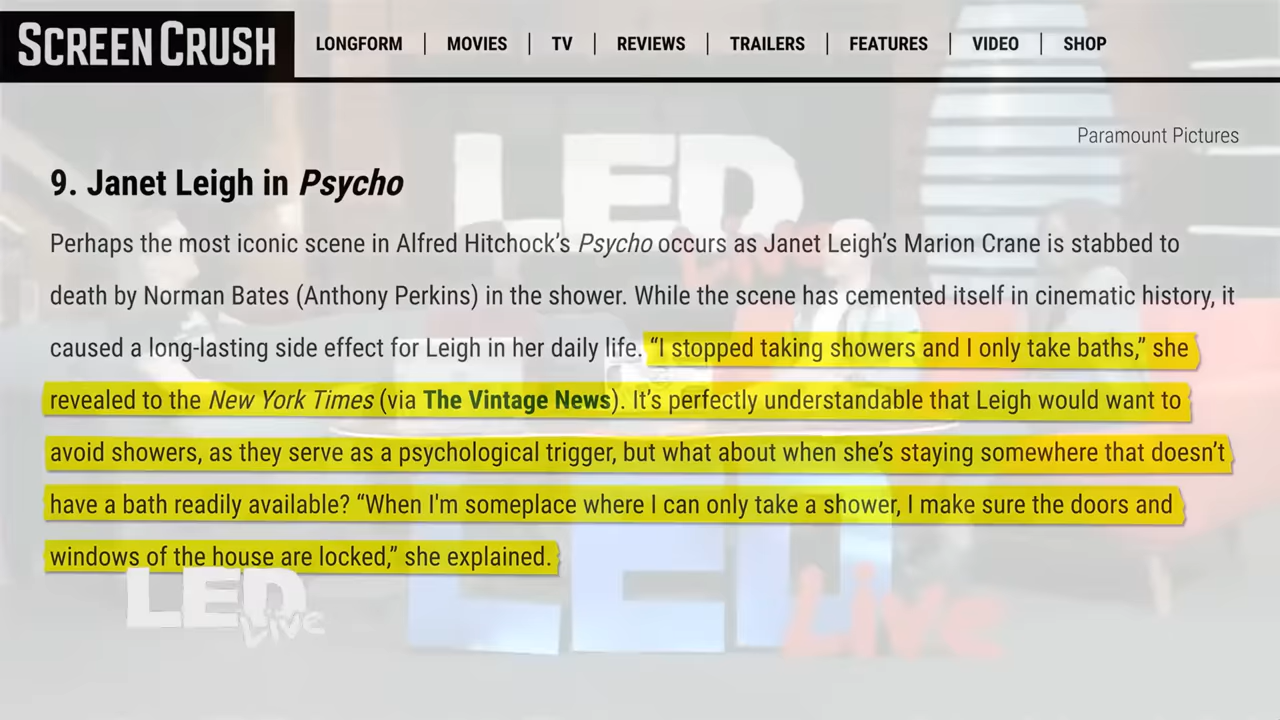 SCREENCRUSH
LONGFORM | MOVIES | TV | REVIEWS | TRAILERS | FEATURES | VIDEO | SHOP
Paramount Pictures
9. Janet Leigh in Psycho
Perhaps the most iconic scene in Alfred Hitchock’s Psycho occurs as Janet Leigh’s Marion Crane is stabbed to
death by Norman Bates (Anthony Perkins) in the shower. While the scene has cemented itself in cinematic history, it
caused a long-lasting side effect for Leigh in her daily life. “I stopped taking showers and I only take baths,” she
revealed to the New York Times (via The Vintage News). It’s perfectly understandable that Leigh would want to
avoid showers, as they serve as a psychological trigger, but what about when she’s staying somewhere that doesn’t
have a bath readily available? “When I'm someplace where I can only take a shower, I make sure the doors and
windows of the house are locked,” she explained.
LED
Live
LED
Live
LED
Live